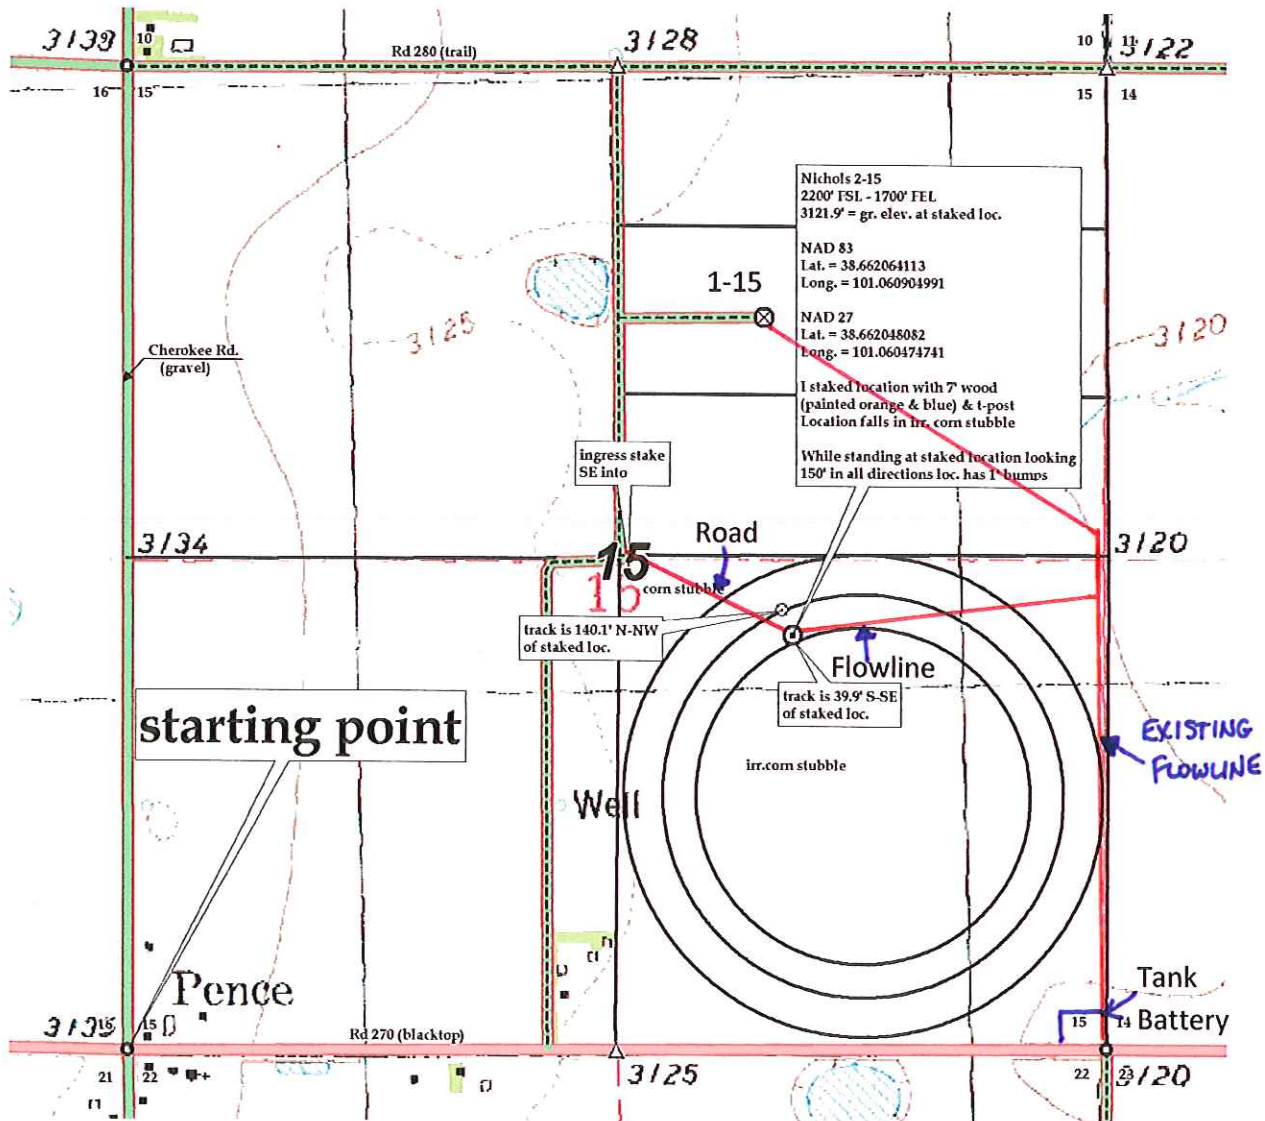 3139
10
Rd 280 (trail)
3128
10
11
3122
16
15
15
14
Nichols 2-15
2200' FSL - 1700' FEL
3121.9' = gr. elev. at staked loc.
NAD 83
Lat. = 38.662064113
Long. = 101.060904991
NAD 27
Lat. = 38.662048082
Long. = 101.060474741
I staked location with 7' wood
(painted orange & blue) & t-post
Location falls in irr. corn stubble
While standing at staked location looking
150' in all directions loc. has 1' bumps
1-15
3125
3120
Cherokee Rd.
(gravel)
ingress stake
SE into
Road
3134
15
3120
corn stubble
track is 140.1' N-NW
of staked loc.
Flowline
track is 39.9' S-SE
of staked loc.
starting point
EXISTING
FLOWLINE
irr.corn stubble
Well
Pence
Tank
Battery
16
15
Rd 270 (blacktop)
15
14
21
22
3125
22
23
3120